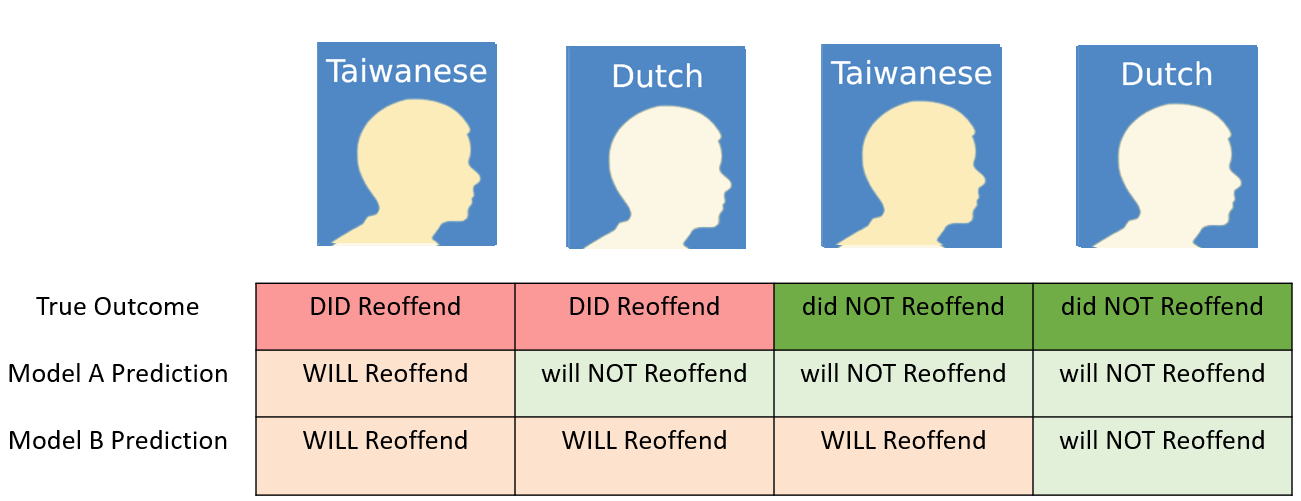 Taiwanese Dutch Taiwanese Dutch
True Outcome DID Reoffend DID Reoffend did NOT Reoffend did NOT Reoffend
Model A Prediction WILL Reoffend will NOT Reoffend will NOT Reoffend will NOT Reoffend
Model B Prediction WILL Reoffend WILL Reoffend WILL Reoffend will NOT Reoffend